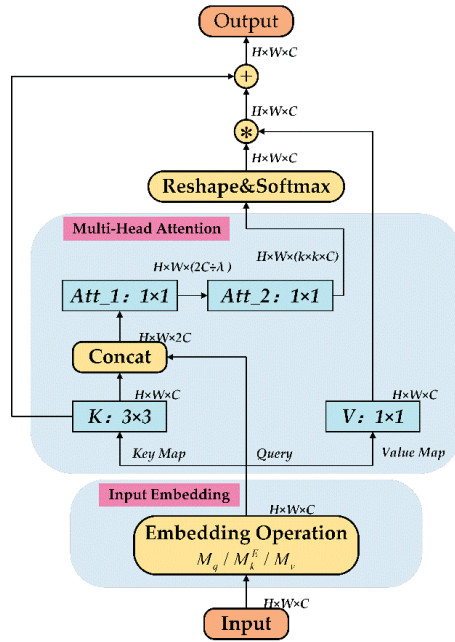 Output
H×W×C
+
H×W×C
*
H×W×C
Reshape&Softmax
Multi-Head Attention
H×W×(2C÷λ)
H×W×(k×k×C)
Att_1: 1×1
Att_2: 1×1
H×W×2C
Concat
H×W×C
H×W×C
K: 3×3
V: 1×1
Key Map
Query
Value Map
Input Embedding
H×W×C
Embedding Operation
M_q / M_k^E / M_v
H×W×C
Input